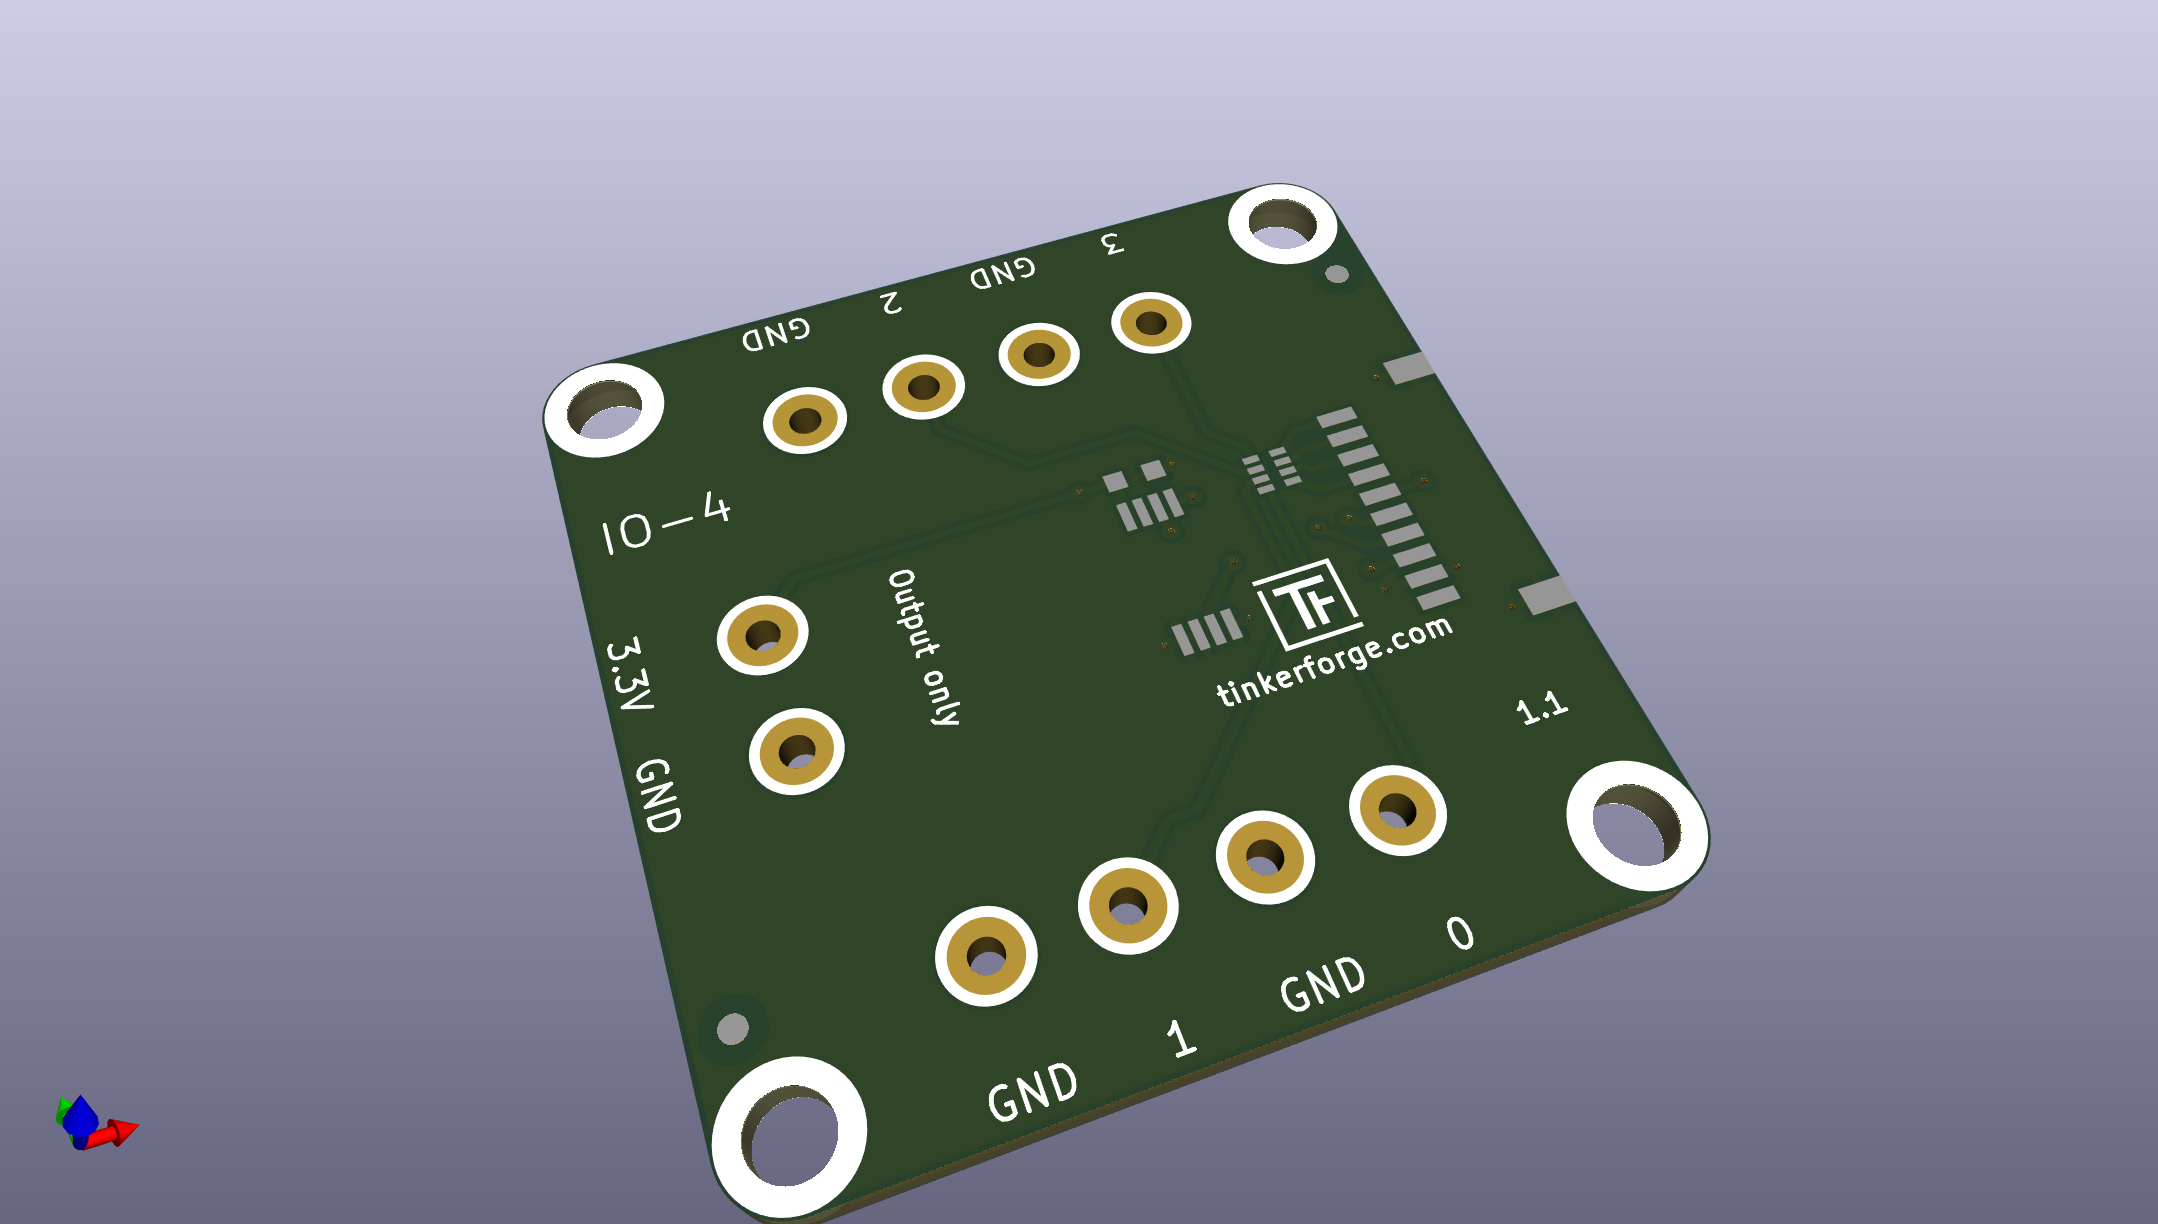 3
GND
2
GND
IO-4
Output only
3.3V
GND
TF
tinkerforge.com
1.1
0
GND
1
GND